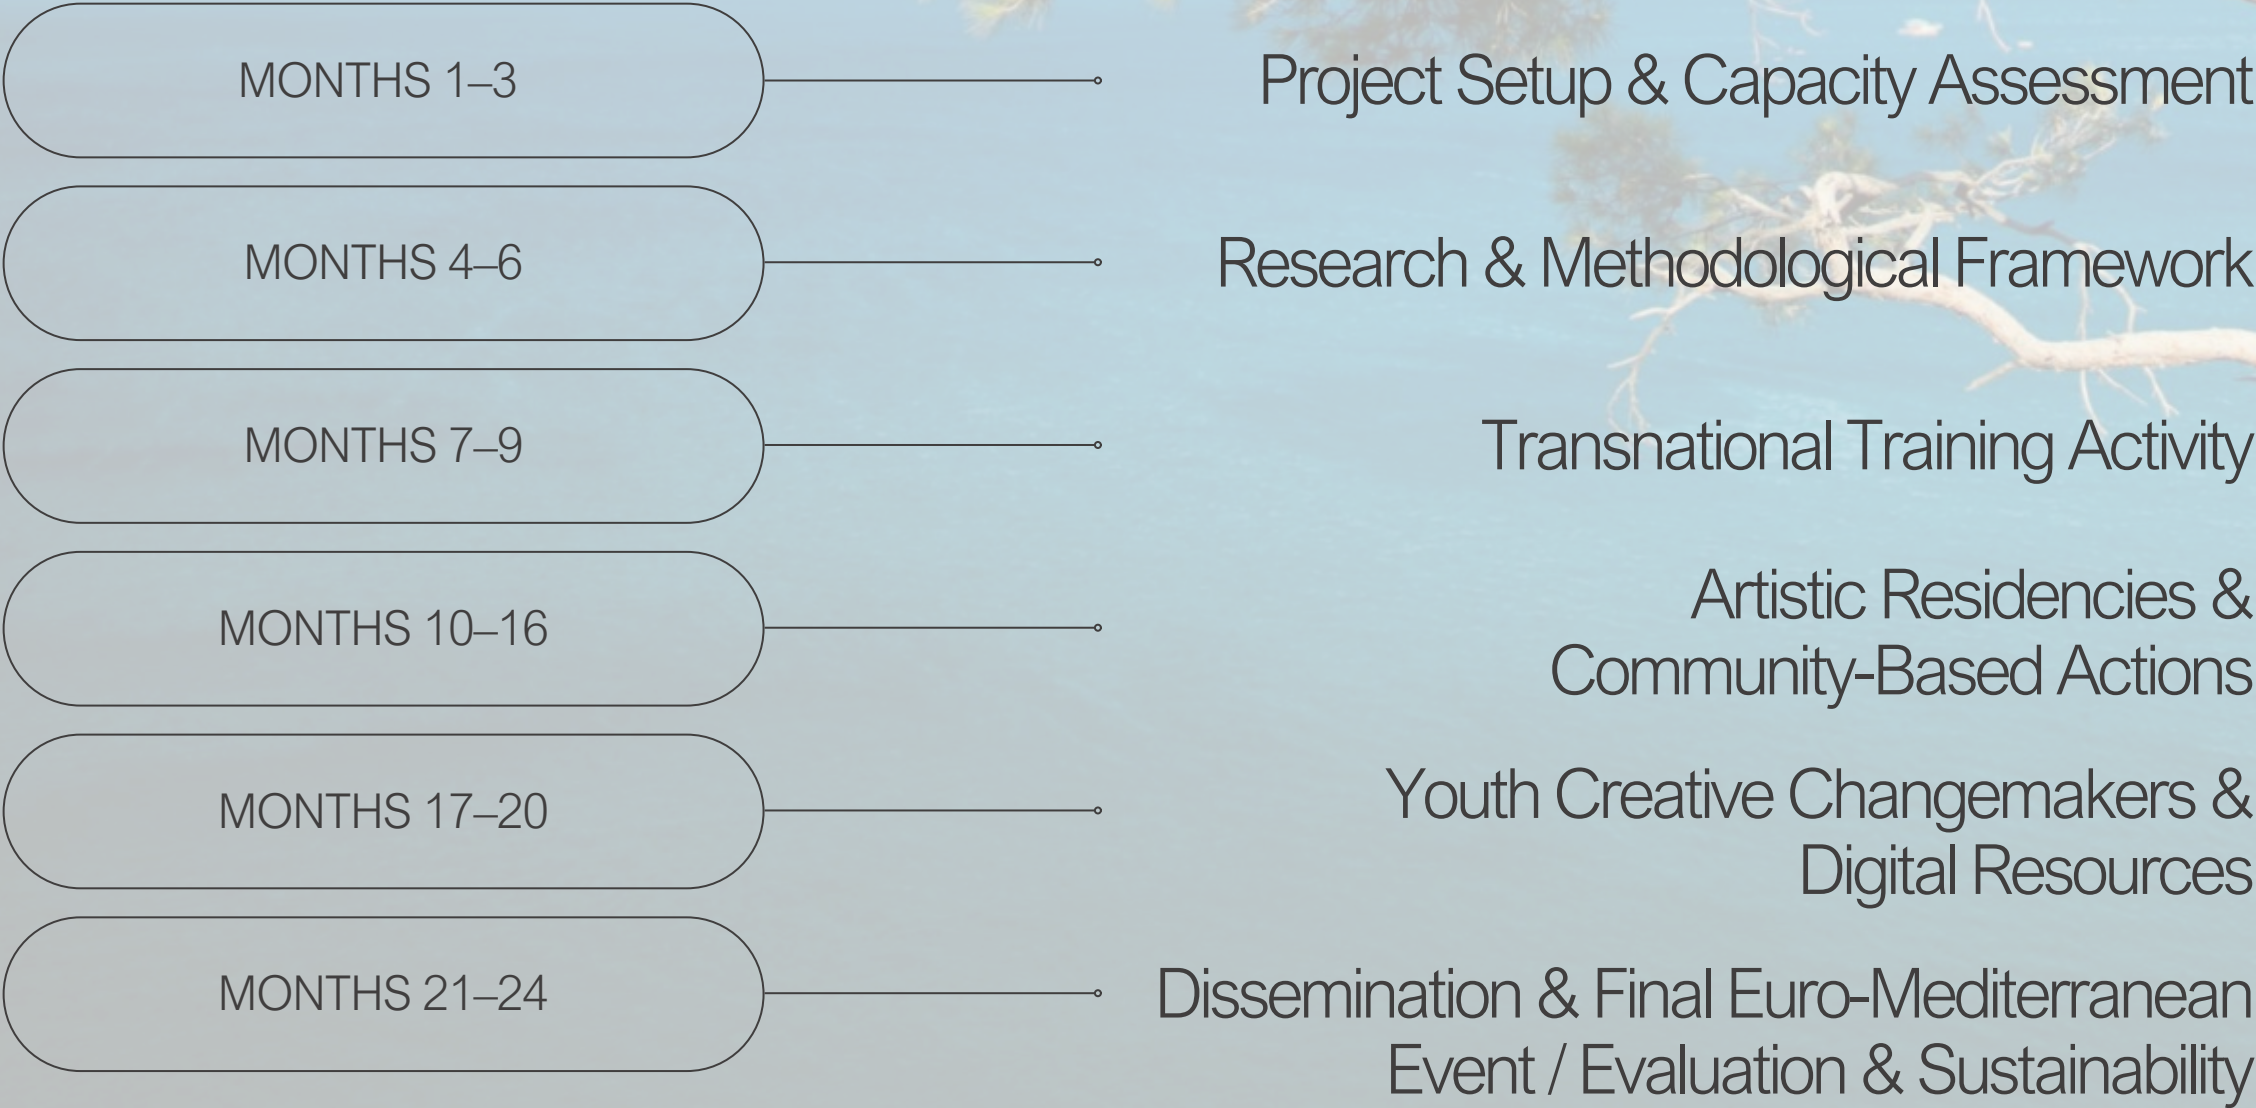 MONTHS 1–3
Project Setup & Capacity Assessment
MONTHS 4–6
Research & Methodological Framework
MONTHS 7–9
Transnational Training Activity
MONTHS 10–16
Artistic Residencies &
Community-Based Actions
MONTHS 17–20
Youth Creative Changemakers &
Digital Resources
MONTHS 21–24
Dissemination & Final Euro-Mediterranean
Event / Evaluation & Sustainability